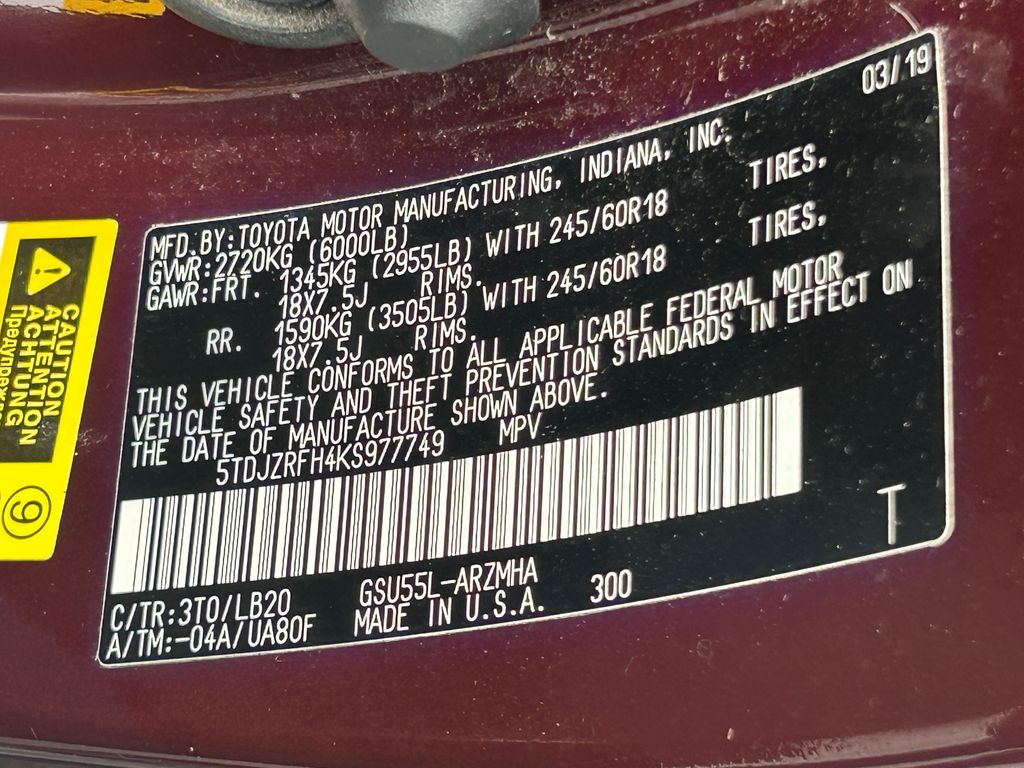 03/19
MFD. BY:TOYOTA MOTOR MANUFACTURING, INDIANA, INC.
GVWR:2720KG (6000LB)
GAWR:FRT. 1345KG (2955LB) WITH 245/60R18 TIRES,
18X7.5J RIMS.
RR. 1590KG (3505LB) WITH 245/60R18 TIRES,
18X7.5J RIMS.
THIS VEHICLE CONFORMS TO ALL APPLICABLE FEDERAL MOTOR
VEHICLE SAFETY AND THEFT PREVENTION STANDARDS IN EFFECT ON
THE DATE OF MANUFACTURE SHOWN ABOVE.
5TDJZRFH4KS977749 MPV
T
C/TR:3T0/LB20 GSU55L-ARZMHA 300
A/TM:-04A/UA80F MADE IN U.S.A.
CAUTION
ATTENTION
ACHTUNG
9